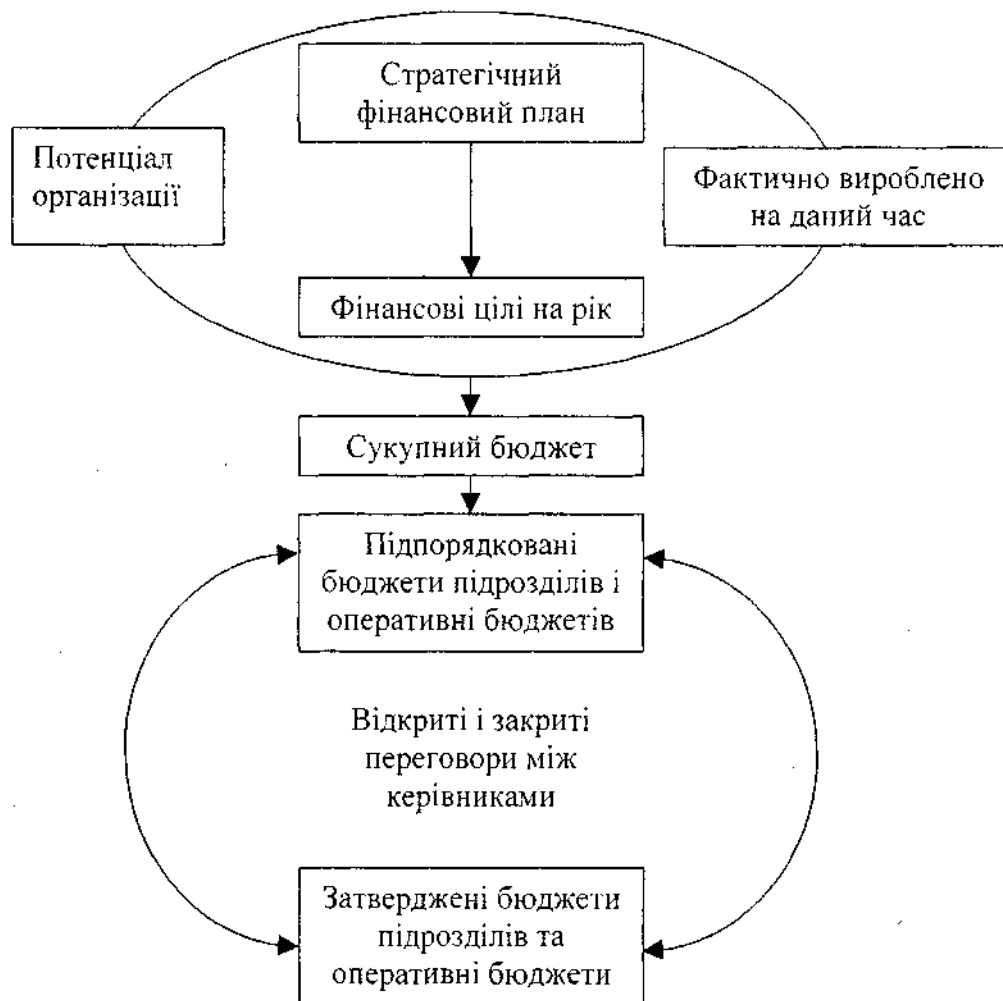 Стратегічний
фінансовий план
Потенціал
організації
Фактично вироблено
на даний час
Фінансові цілі на рік
Сукупний бюджет
Підпорядковані
бюджети підрозділів і
оперативні бюджетів
Відкриті і закриті
переговори між
керівниками
Затверджені бюджети
підрозділів та
оперативні бюджети